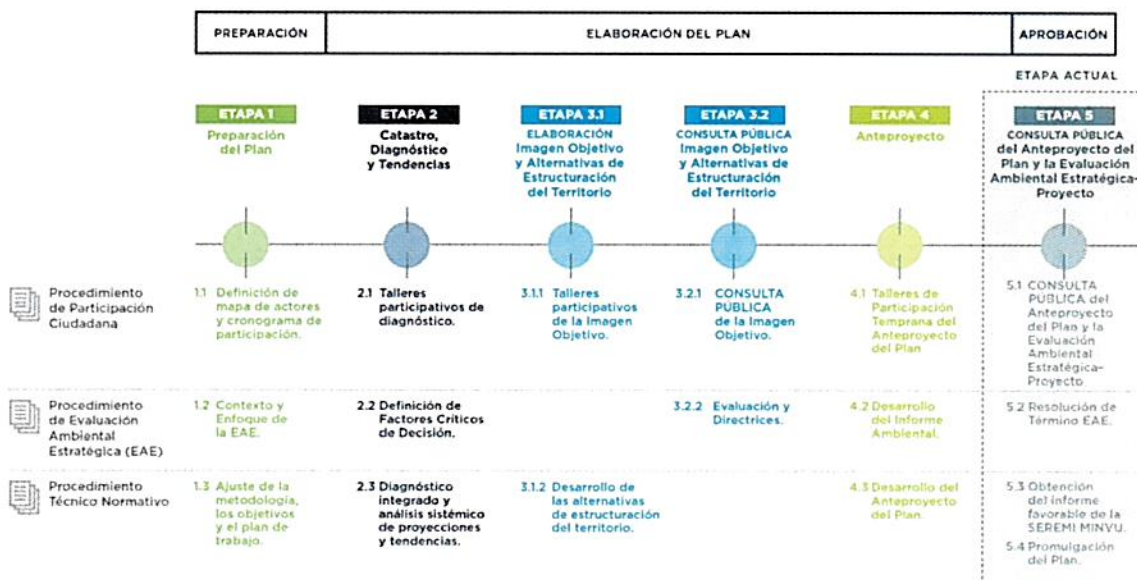 PREPARACIÓN
ELABORACIÓN DEL PLAN
APROBACIÓN
ETAPA ACTUAL
ETAPA 1
Preparación
del Plan
ETAPA 2
Catastro,
Diagnóstico
y Tendencias
ETAPA 3.1
ELABORACIÓN
Imagen Objetivo
y Alternativas de
Estructuración
del Territorio
ETAPA 3.2
CONSULTA PÚBLICA
Imagen Objetivo
y Alternativas de
Estructuración
del Territorio
ETAPA 4
Anteproyecto
ETAPA 5
CONSULTA PÚBLICA
del Anteproyecto del
Plan y la Evaluación
Ambiental Estratégica-
Proyecto
Procedimiento
de Participación
Ciudadana
1.1 Definición de
mapa de actores
y cronograma de
participación.
2.1 Talleres
participativos de
diagnóstico.
3.1.1 Talleres
participativos
de la Imagen
Objetivo.
3.2.1 CONSULTA
PÚBLICA
de la Imagen
Objetivo.
4.1 Talleres de
Participación
Temprana del
Anteproyecto
del Plan
5.1 CONSULTA
PÚBLICA del
Anteproyecto
del Plan y la
Evaluación
Ambiental
Estratégica-
Proyecto
Procedimiento
de Evaluación
Ambiental
Estratégica (EAE)
1.2 Contexto y
Enfoque de
la EAE.
2.2 Definición de
Factores Críticos
de Decisión.
3.2.2 Evaluación y
Directrices.
4.2 Desarrollo
del Informe
Ambiental.
5.2 Resolución de
Término EAE.
Procedimiento
Técnico Normativo
1.3 Ajuste de la
metodología,
los objetivos
y el plan de
trabajo.
2.3 Diagnóstico
integrado y
análisis sistémico
de proyecciones
y tendencias.
3.1.2 Desarrollo de
las alternativas
de estructuración
del territorio.
4.3 Desarrollo del
Anteproyecto
del Plan.
5.3 Obtención
del informe
favorable de la
SEREMI MINVU.
5.4 Promulgación
del Plan.